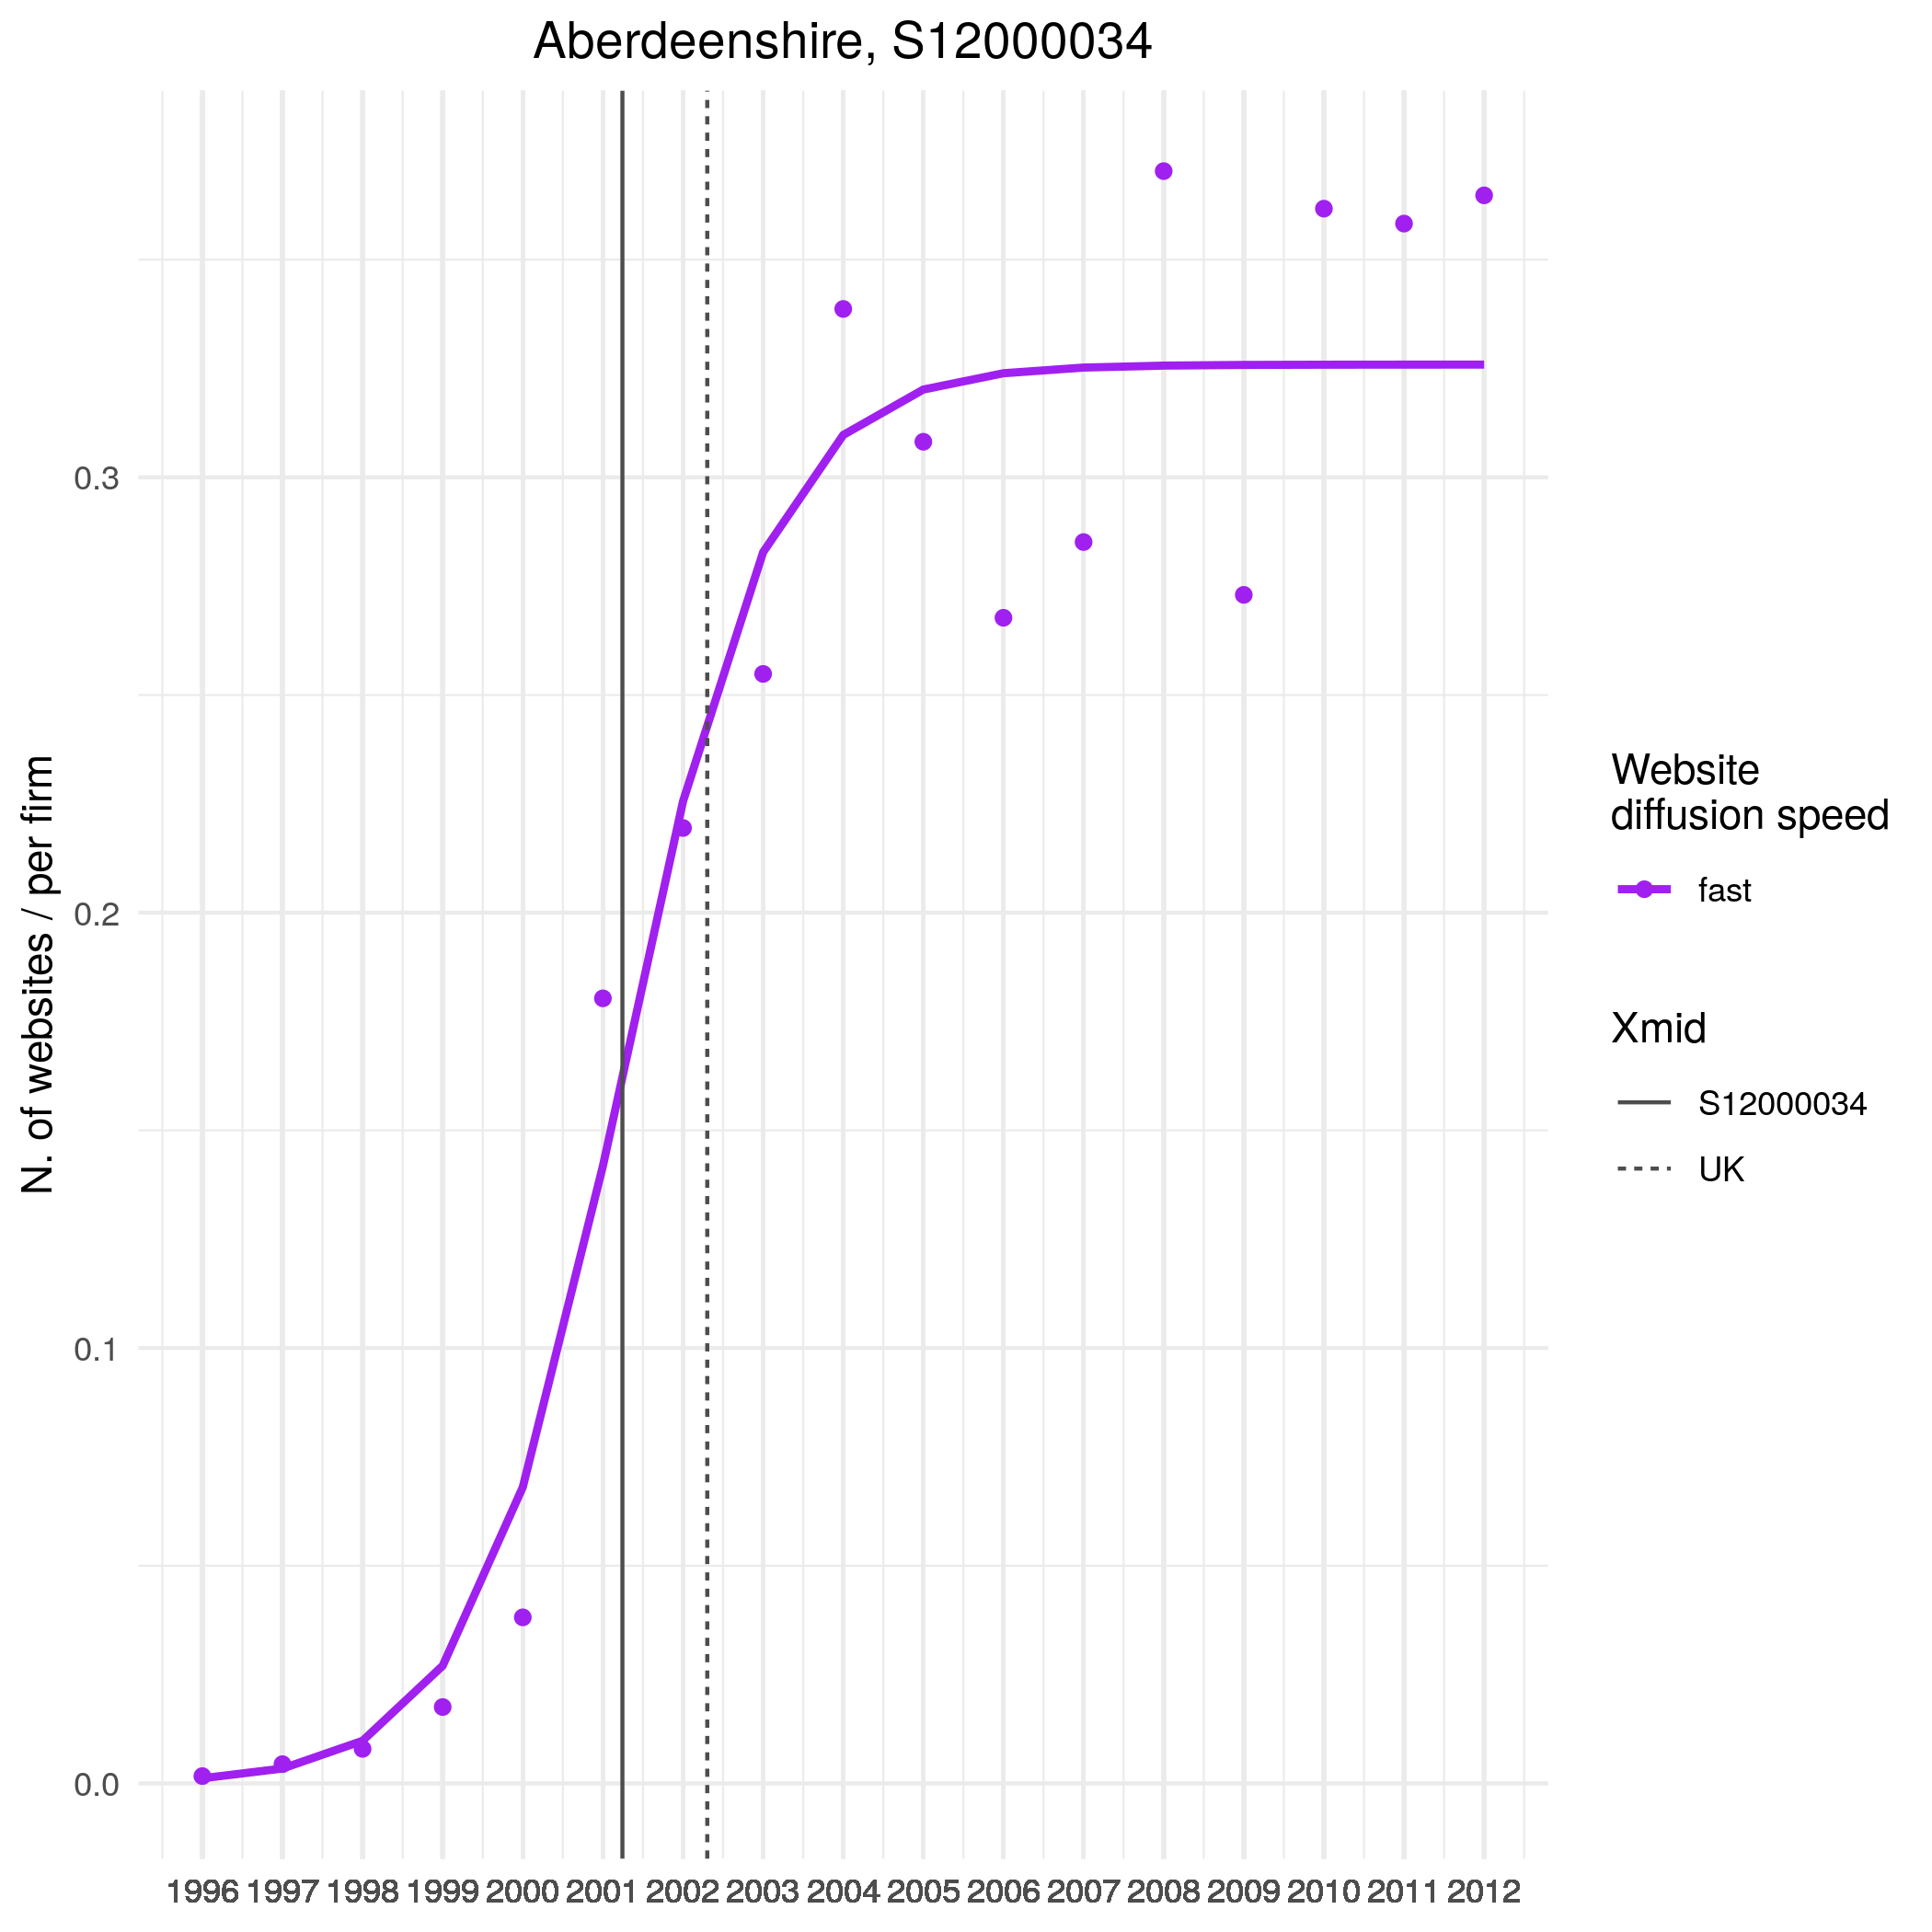 Aberdeenshire, S12000034
N. of websites / per firm
0.3
0.2
0.1
0.0
1996 1997 1998 1999 2000 2001 2002 2003 2004 2005 2006 2007 2008 2009 2010 2011 2012
Website
diffusion speed
fast
Xmid
S12000034
UK